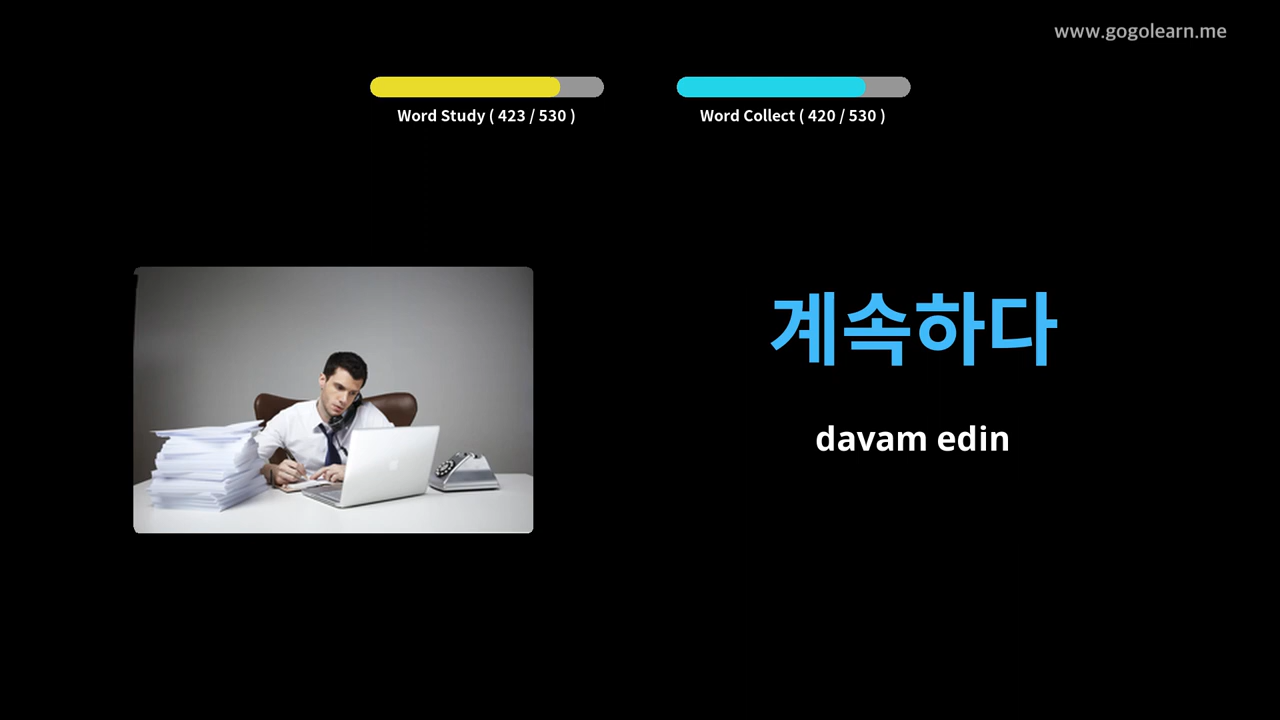 www.gogolearn.me
Word Study ( 423 / 530 )
Word Collect ( 420 / 530 )
계속하다
davam edin